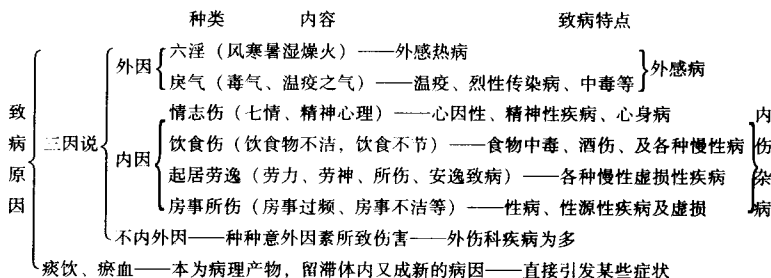 种类 内容 致病特点
六淫（风寒暑湿燥火）——外感热病
外因 外感病
戾气（毒气、温疫之气）——温疫、烈性传染病、中毒等
情志伤（七情、精神心理）——心因性、精神性疾病、心身病
致病原因 三因说 饮食伤（饮食物不洁，饮食不节）——食物中毒、酒伤、及各种慢性病 内伤杂病
内因
起居劳逸（劳力、劳神、所伤、安逸致病）——各种慢性虚损性疾病
房事所伤（房事过频、房事不洁等）——性病、性源性疾病及虚损
不内外因——种种意外因素所致伤害——外伤科疾病为多
痰饮、瘀血——本为病理产物，留滞体内又成新的病因——直接引发某些症状